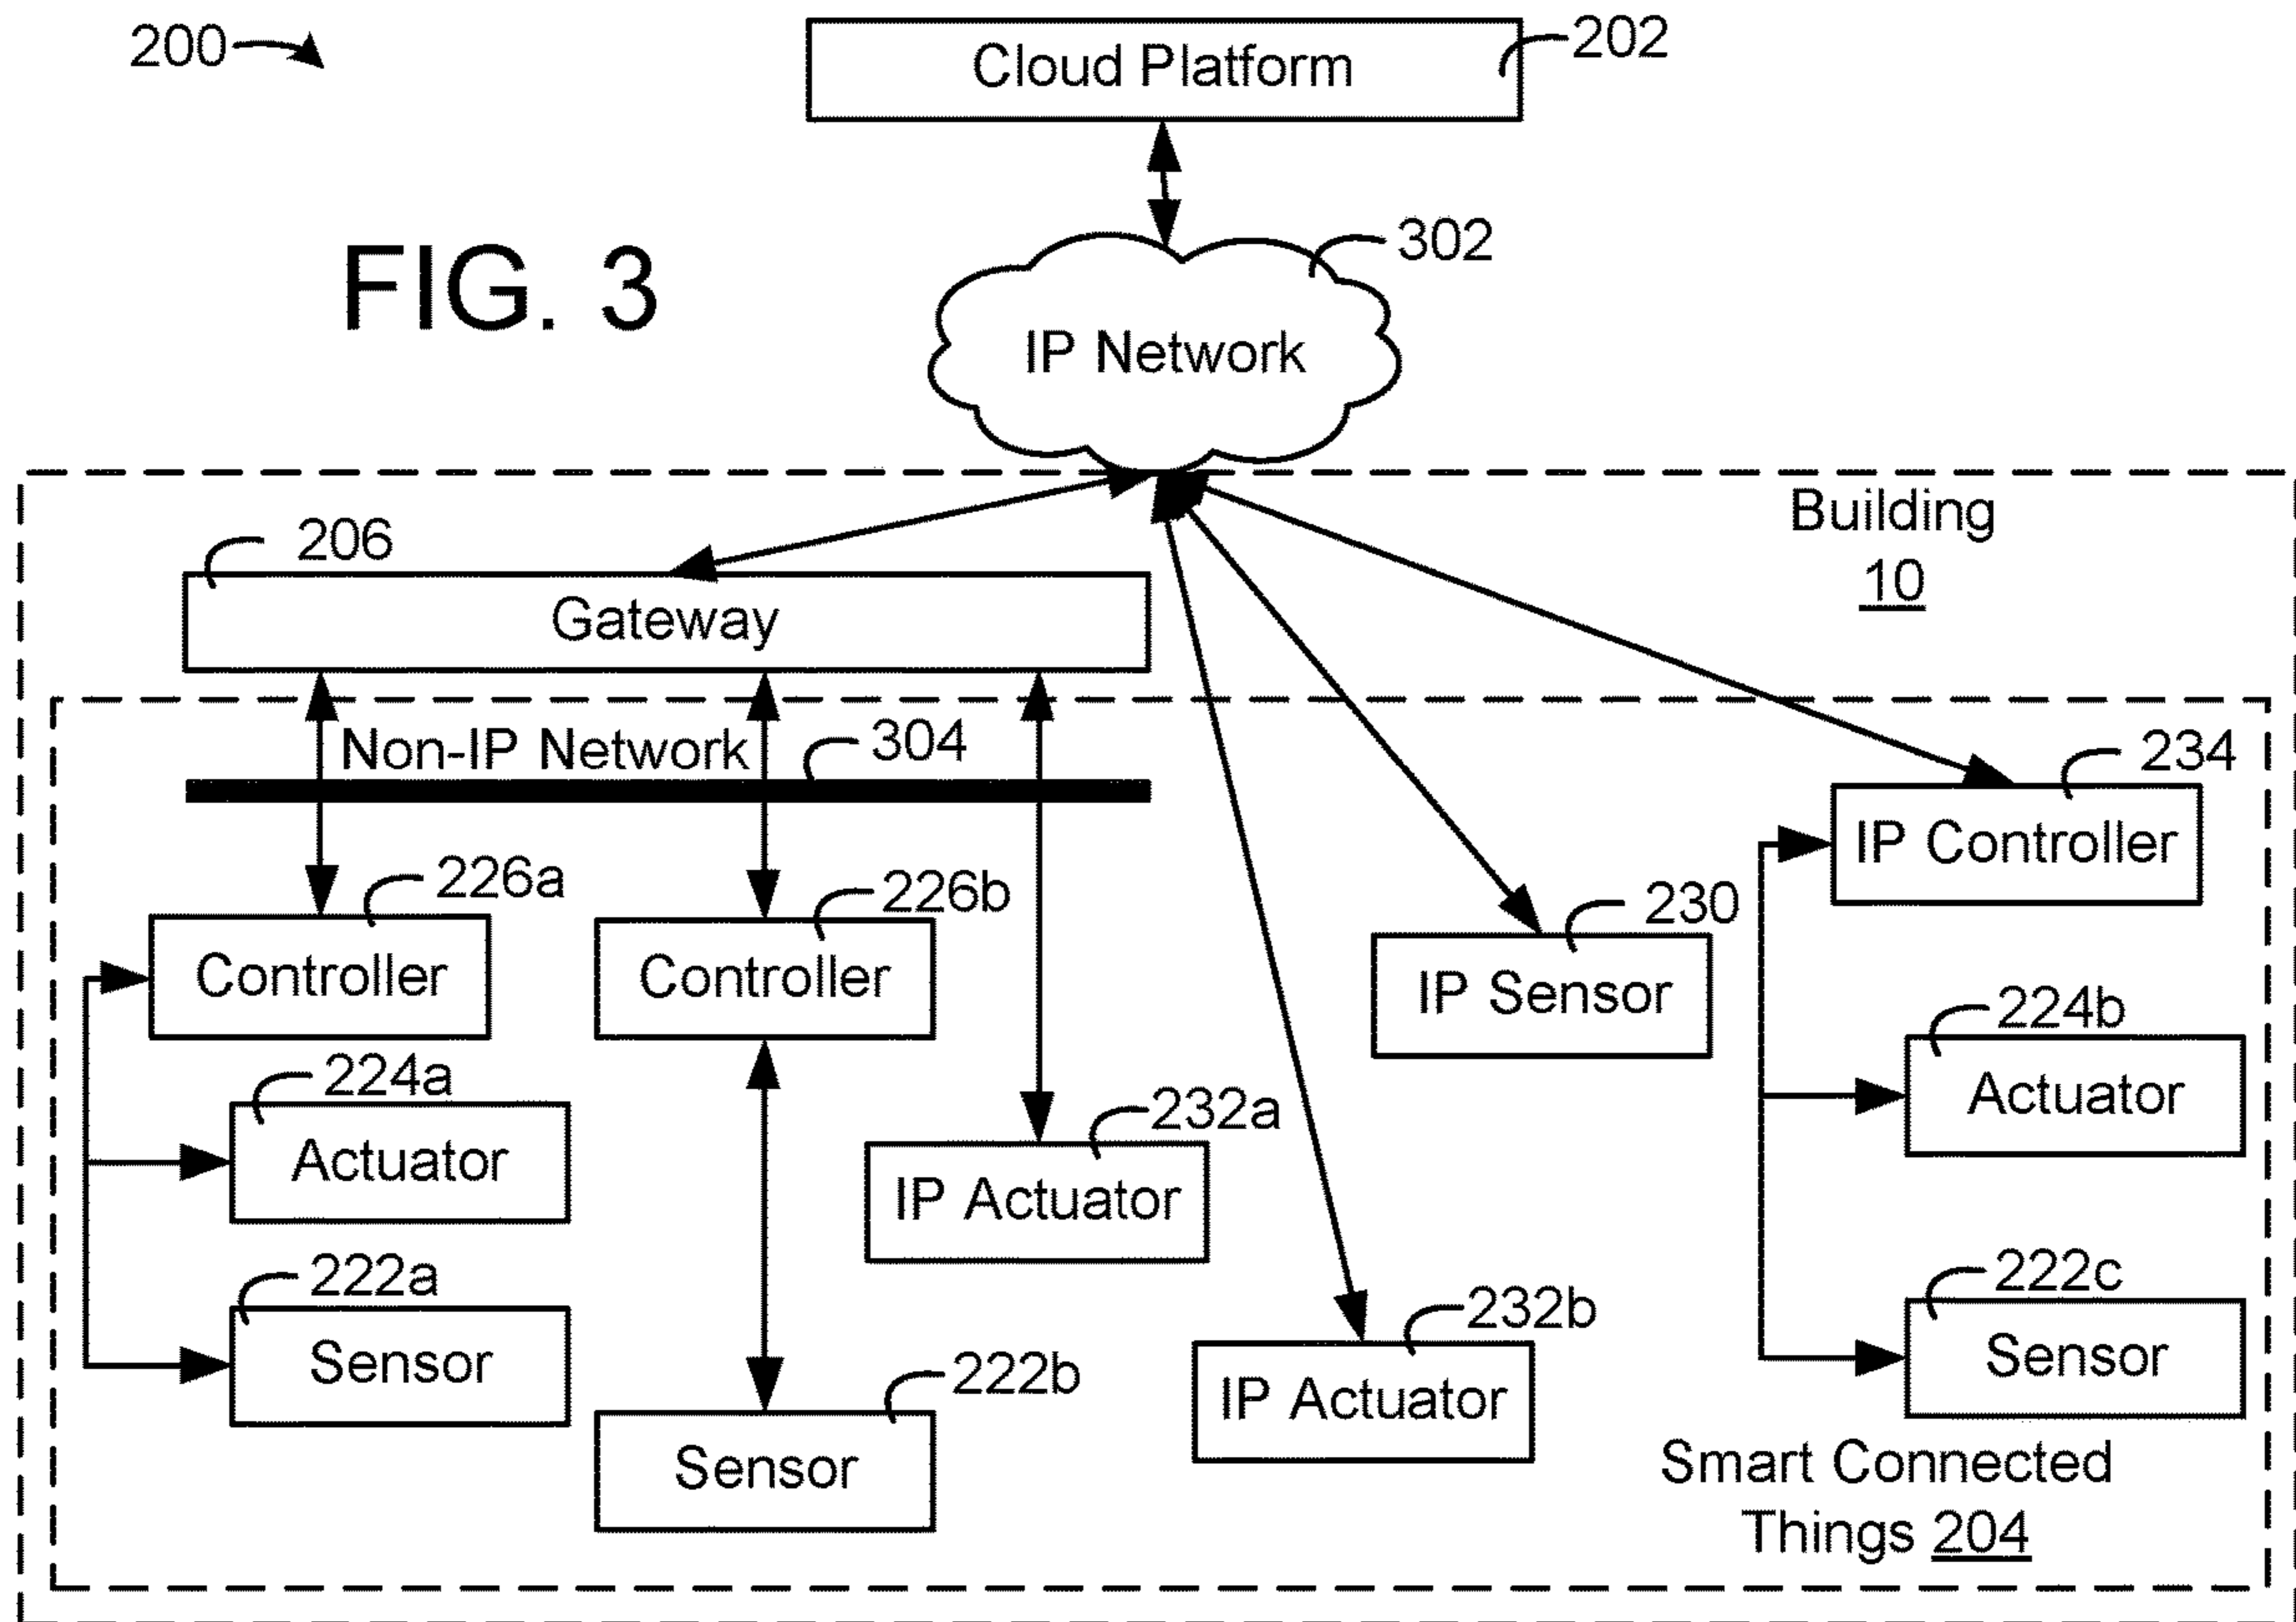 200
Cloud Platform
202
FIG. 3
302
IP Network
Building
10
206
Gateway
Non-IP Network
304
234
IP Controller
226a
Controller
226b
Controller
230
IP Sensor
224b
Actuator
224a
Actuator
232a
IP Actuator
222a
Sensor
222c
Sensor
232b
IP Actuator
222b
Sensor
Smart Connected
Things 204